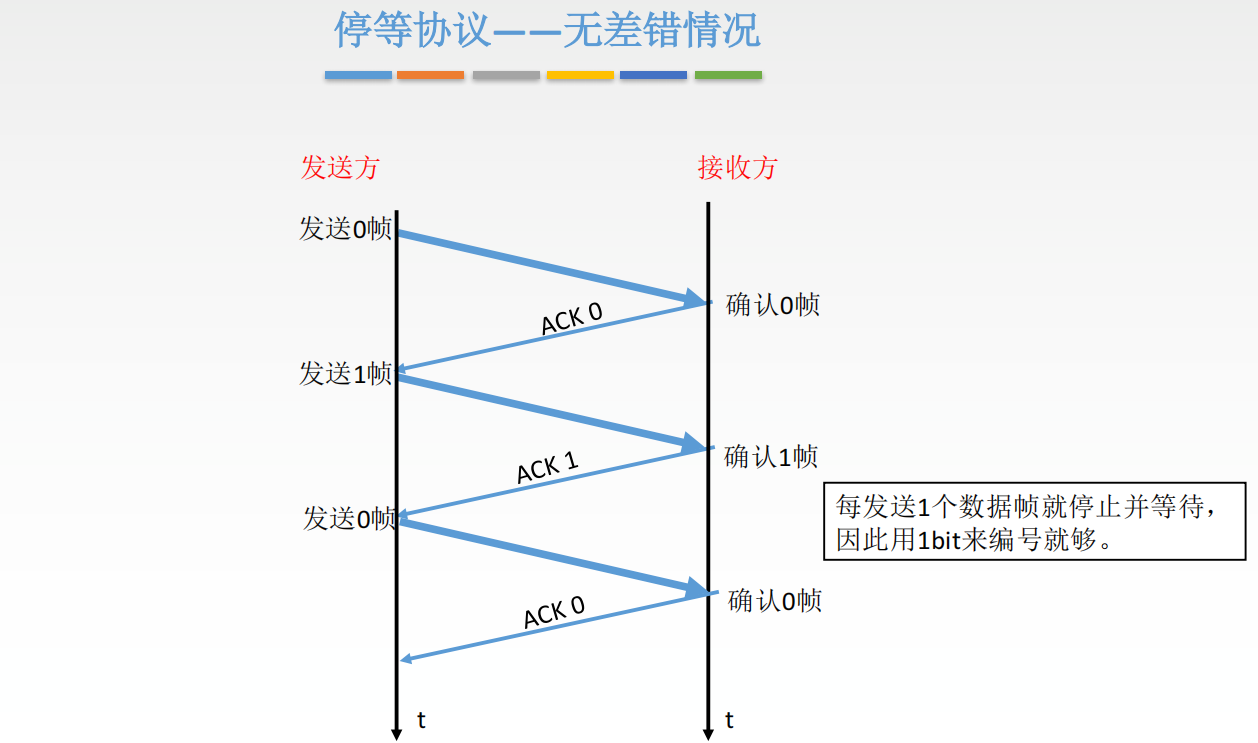 停等协议——无差错情况
发送方
接收方
发送0帧
确认0帧
ACK 0
发送1帧
确认1帧
ACK 1
每发送1个数据帧就停止并等待，
因此用1bit来编号就够。
发送0帧
确认0帧
ACK 0
t
t